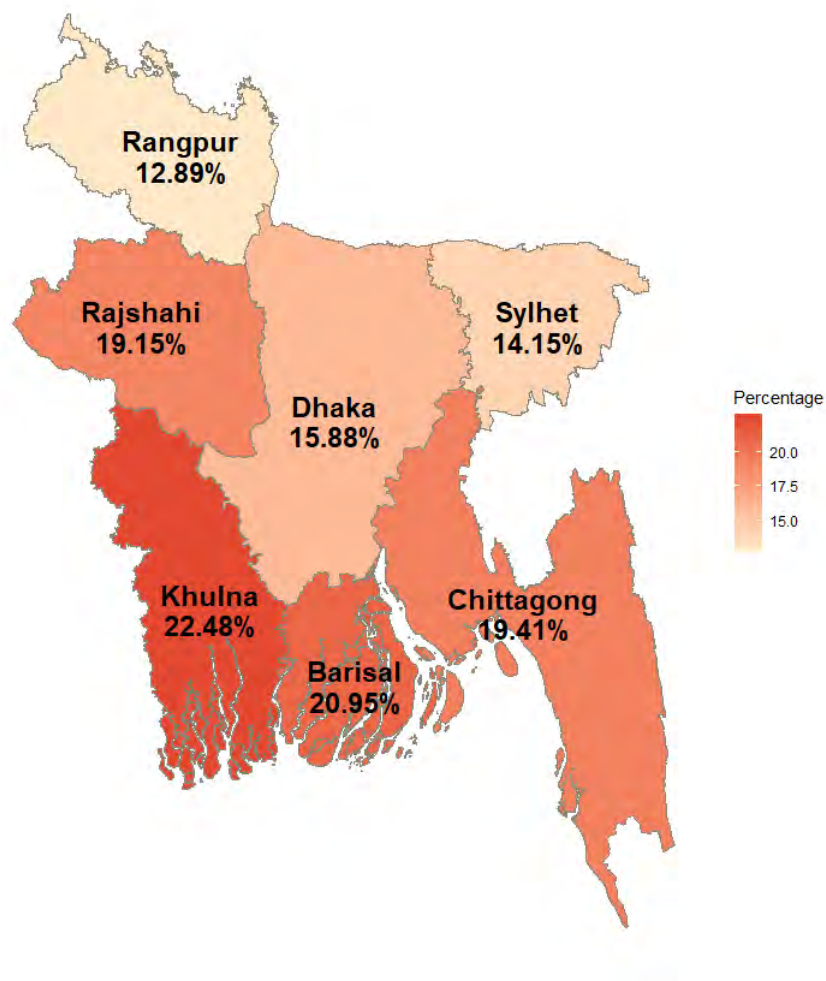 Rangpur
12.89%
Rajshahi
19.15%
Sylhet
14.15%
Dhaka
15.88%
Percentage
20.0
17.5
15.0
Khulna
22.48%
Chittagong
19.41%
Barisal
20.95%